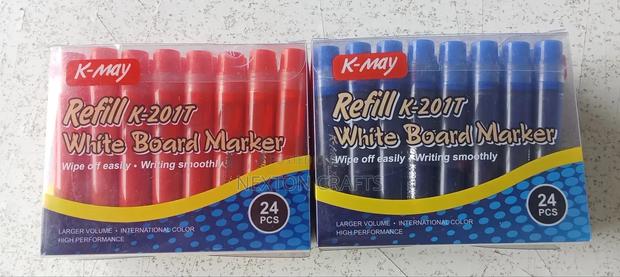 K-May
Refill K-201T
White Board Marker
Wipe off easily • Writing smoothly
24
PCS
LARGER VOLUME • INTERNATIONAL COLOR
HIGH PERFORMANCE
K-May
Refill K-201T
White Board Marker
Wipe off easily • Writing smoothly
24
PCS
LARGER VOLUME • INTERNATIONAL COLOR
HIGH PERFORMANCE
NEXTON CRAFTS